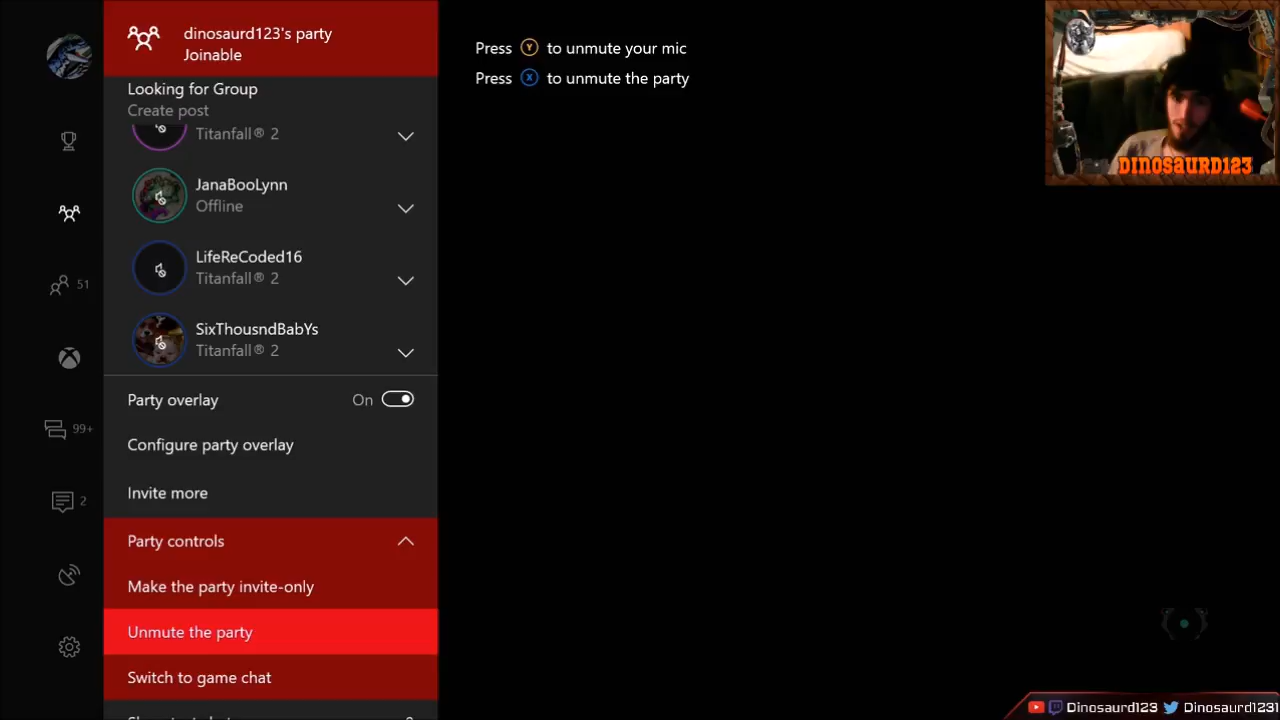 dinosaurd123's party
Joinable
Looking for Group
Create post
Titanfall® 2
JanaBooLynn
Offline
LifeReCoded16
Titanfall® 2
SixThousndBabYs
Titanfall® 2
Party overlay On
Configure party overlay
Invite more
Party controls
Make the party invite-only
Unmute the party
Switch to game chat
51
99+
2
Press Y to unmute your mic
Press X to unmute the party
DINOSAURD123
Dinosaurd123 Dinosaurd1231